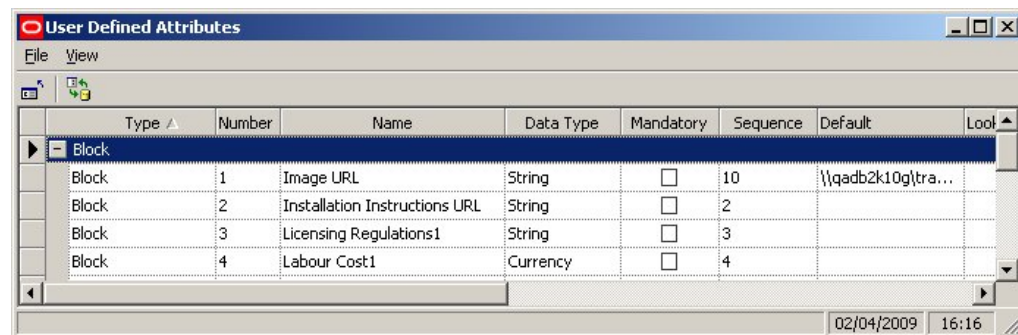 User Defined Attributes
File View
Type Number Name Data Type Mandatory Sequence Default
Block
Block 1 Image URL String 10 \\qadb2k10g\tra...
Block 2 Installation Instructions URL String 2
Block 3 Licensing Regulations1 String 3
Block 4 Labour Cost1 Currency 4
02/04/2009 16:16